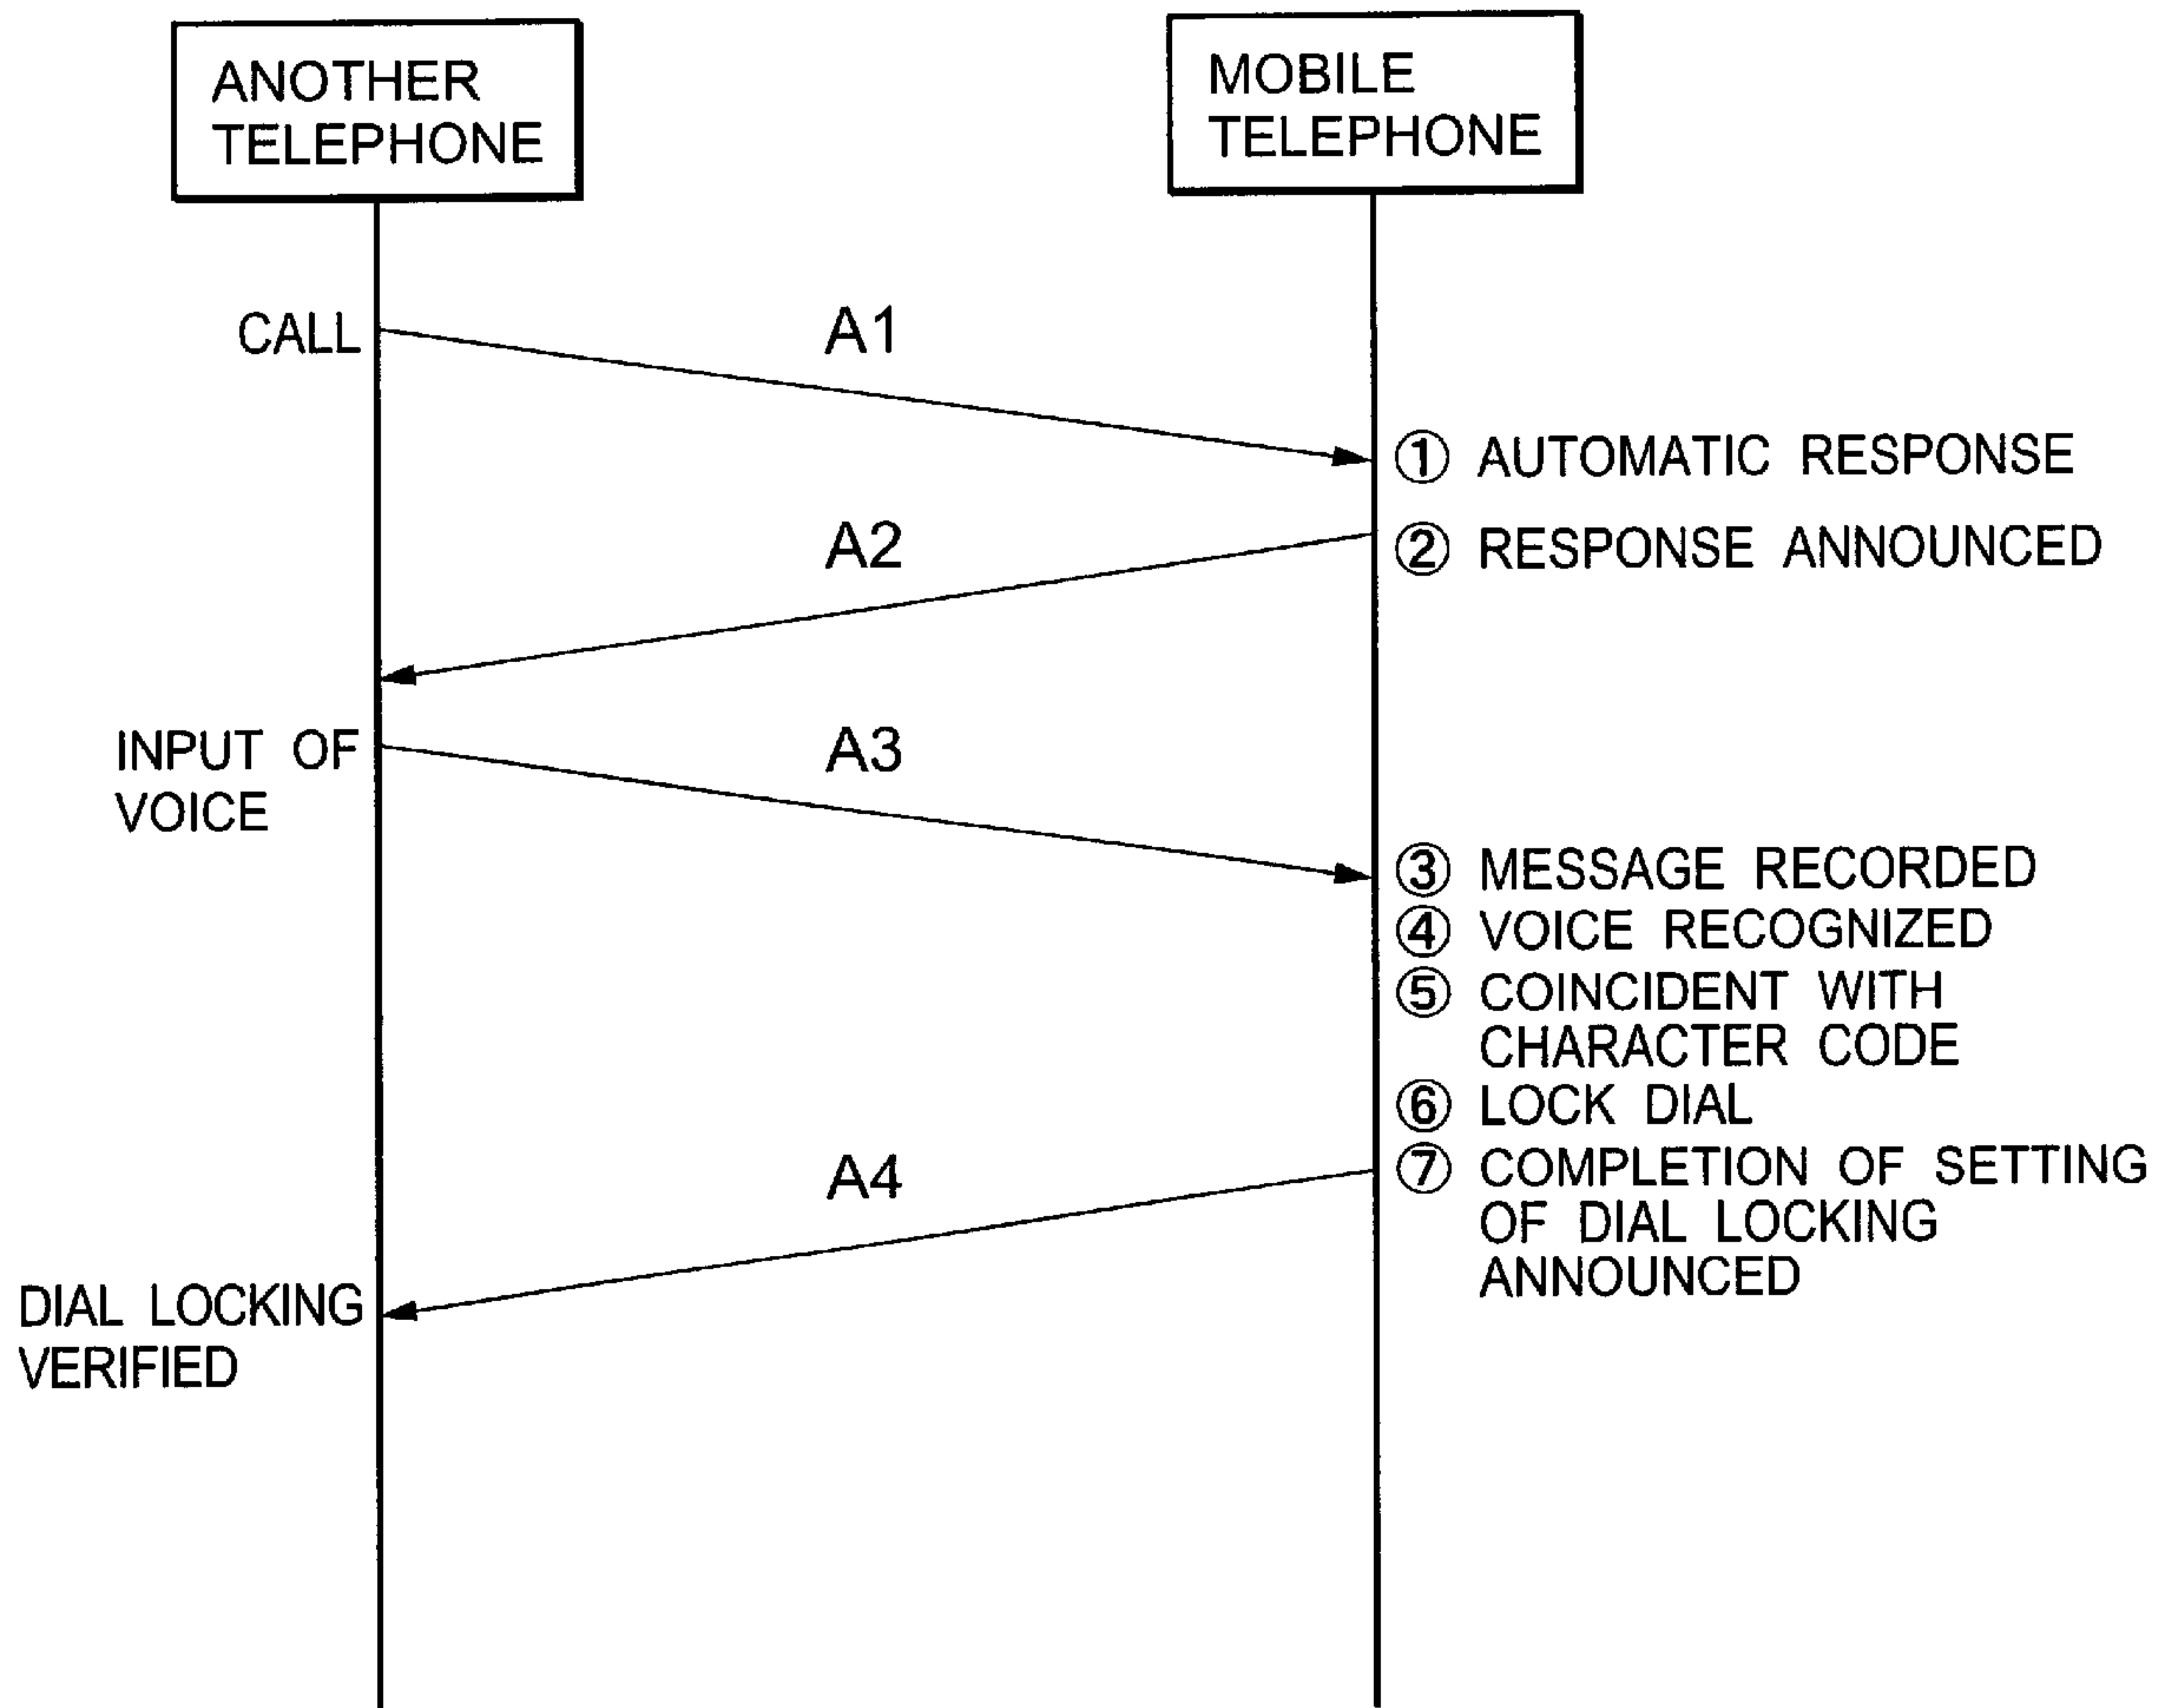 ANOTHER
TELEPHONE
MOBILE
TELEPHONE
CALL
A1
① AUTOMATIC RESPONSE
A2
② RESPONSE ANNOUNCED
INPUT OF
VOICE
A3
③ MESSAGE RECORDED
④ VOICE RECOGNIZED
⑤ COINCIDENT WITH
CHARACTER CODE
⑥ LOCK DIAL
A4
⑦ COMPLETION OF SETTING
OF DIAL LOCKING
ANNOUNCED
DIAL LOCKING
VERIFIED